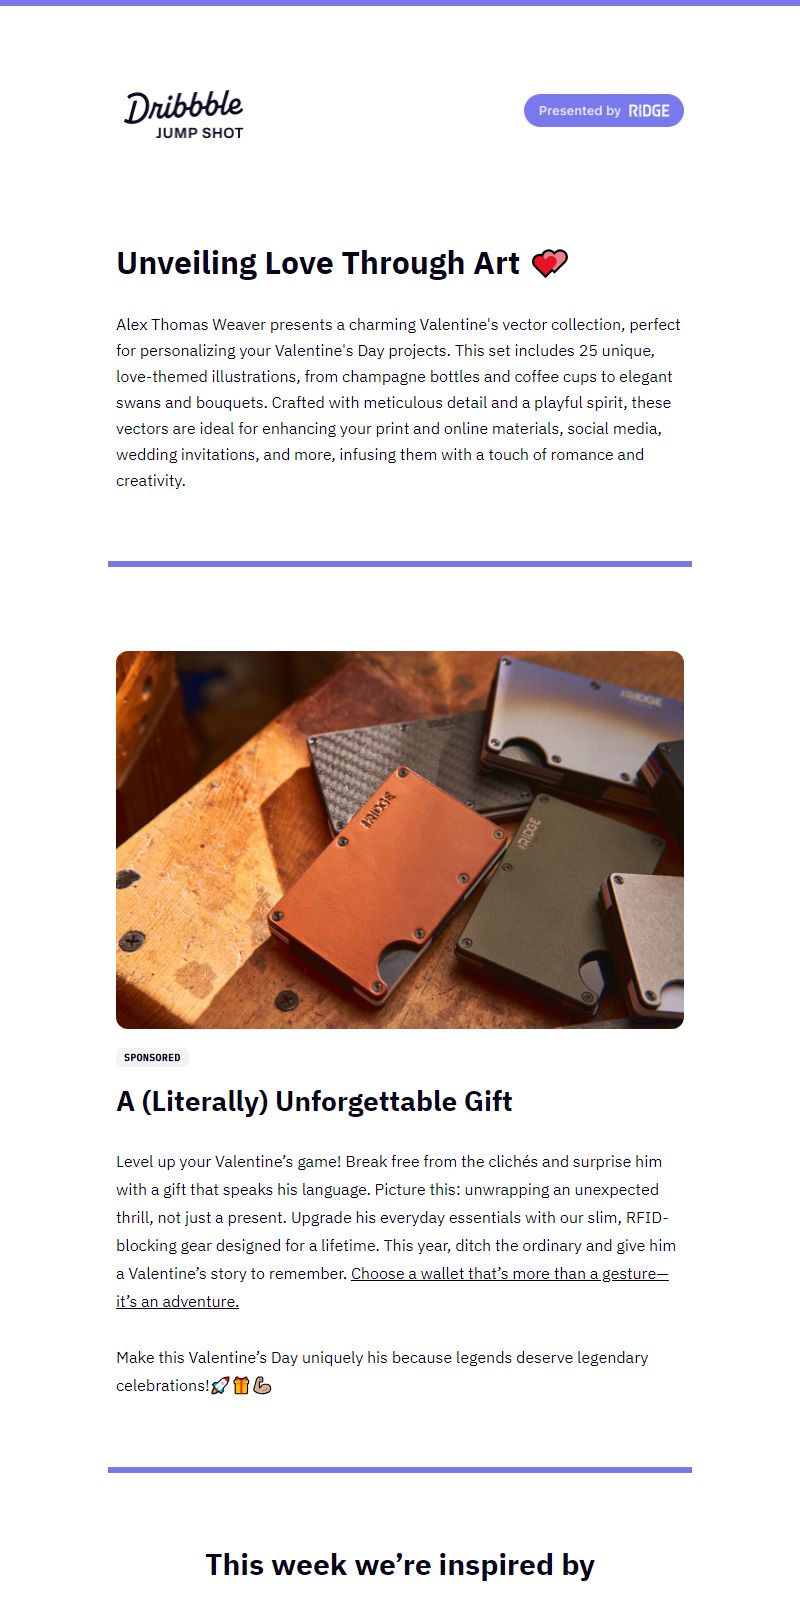 Dribbble
JUMP SHOT
Presented by RIDGE
Unveiling Love Through Art 💕
Alex Thomas Weaver presents a charming Valentine's vector collection, perfect
for personalizing your Valentine's Day projects. This set includes 25 unique,
love-themed illustrations, from champagne bottles and coffee cups to elegant
swans and bouquets. Crafted with meticulous detail and a playful spirit, these
vectors are ideal for enhancing your print and online materials, social media,
wedding invitations, and more, infusing them with a touch of romance and
creativity.
RIDGE
RIDGE
RIDGE
SPONSORED
A (Literally) Unforgettable Gift
Level up your Valentine’s game! Break free from the clichés and surprise him
with a gift that speaks his language. Picture this: unwrapping an unexpected
thrill, not just a present. Upgrade his everyday essentials with our slim, RFID-
blocking gear designed for a lifetime. This year, ditch the ordinary and give him
a Valentine’s story to remember. Choose a wallet that’s more than a gesture—
it’s an adventure.
Make this Valentine’s Day uniquely his because legends deserve legendary
celebrations!🚀🎁💪🏽
This week we’re inspired by